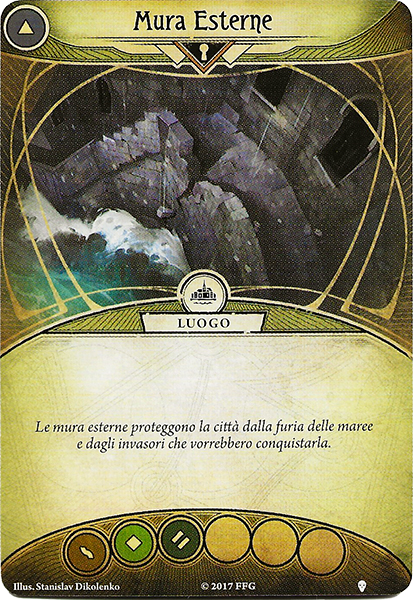 Mura Esterne
LUOGO
Le mura esterne proteggono la città dalla furia delle maree
e dagli invasori che vorrebbero conquistarla.
Illus. Stanislav Dikolenko
© 2017 FFG